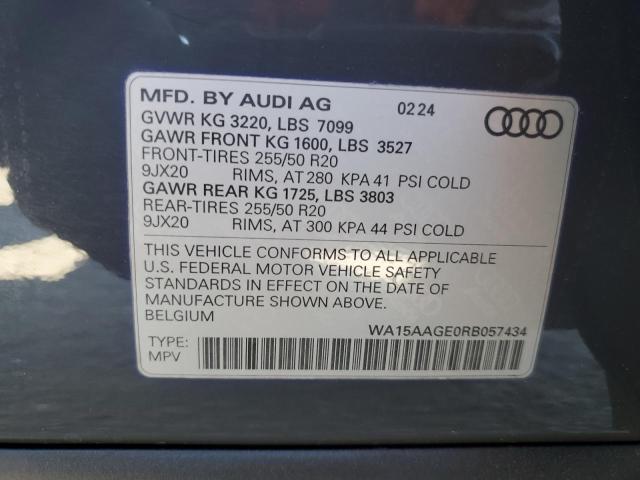 MFD. BY AUDI AG 02 24
GVWR KG 3220, LBS 7099
GAWR FRONT KG 1600, LBS 3527
FRONT-TIRES 255/50 R20
9JX20 RIMS, AT 280 KPA 41 PSI COLD
GAWR REAR KG 1725, LBS 3803
REAR-TIRES 255/50 R20
9JX20 RIMS, AT 300 KPA 44 PSI COLD
THIS VEHICLE CONFORMS TO ALL APPLICABLE
U.S. FEDERAL MOTOR VEHICLE SAFETY
STANDARDS IN EFFECT ON THE DATE OF
MANUFACTURE SHOWN ABOVE.
BELGIUM
WA15AAGE0RB057434
TYPE:
MPV